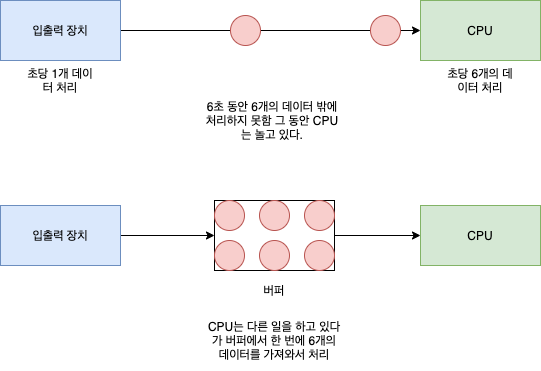 입출력 장치
CPU
초당 1개 데이
터 처리
초당 6개의 데
이터 처리
6초 동안 6개의 데이터 밖에
처리하지 못함 그 동안 CPU
는 놀고 있다.
입출력 장치
CPU
버퍼
CPU는 다른 일을 하고 있다
가 버퍼에서 한 번에 6개의
데이터를 가져와서 처리